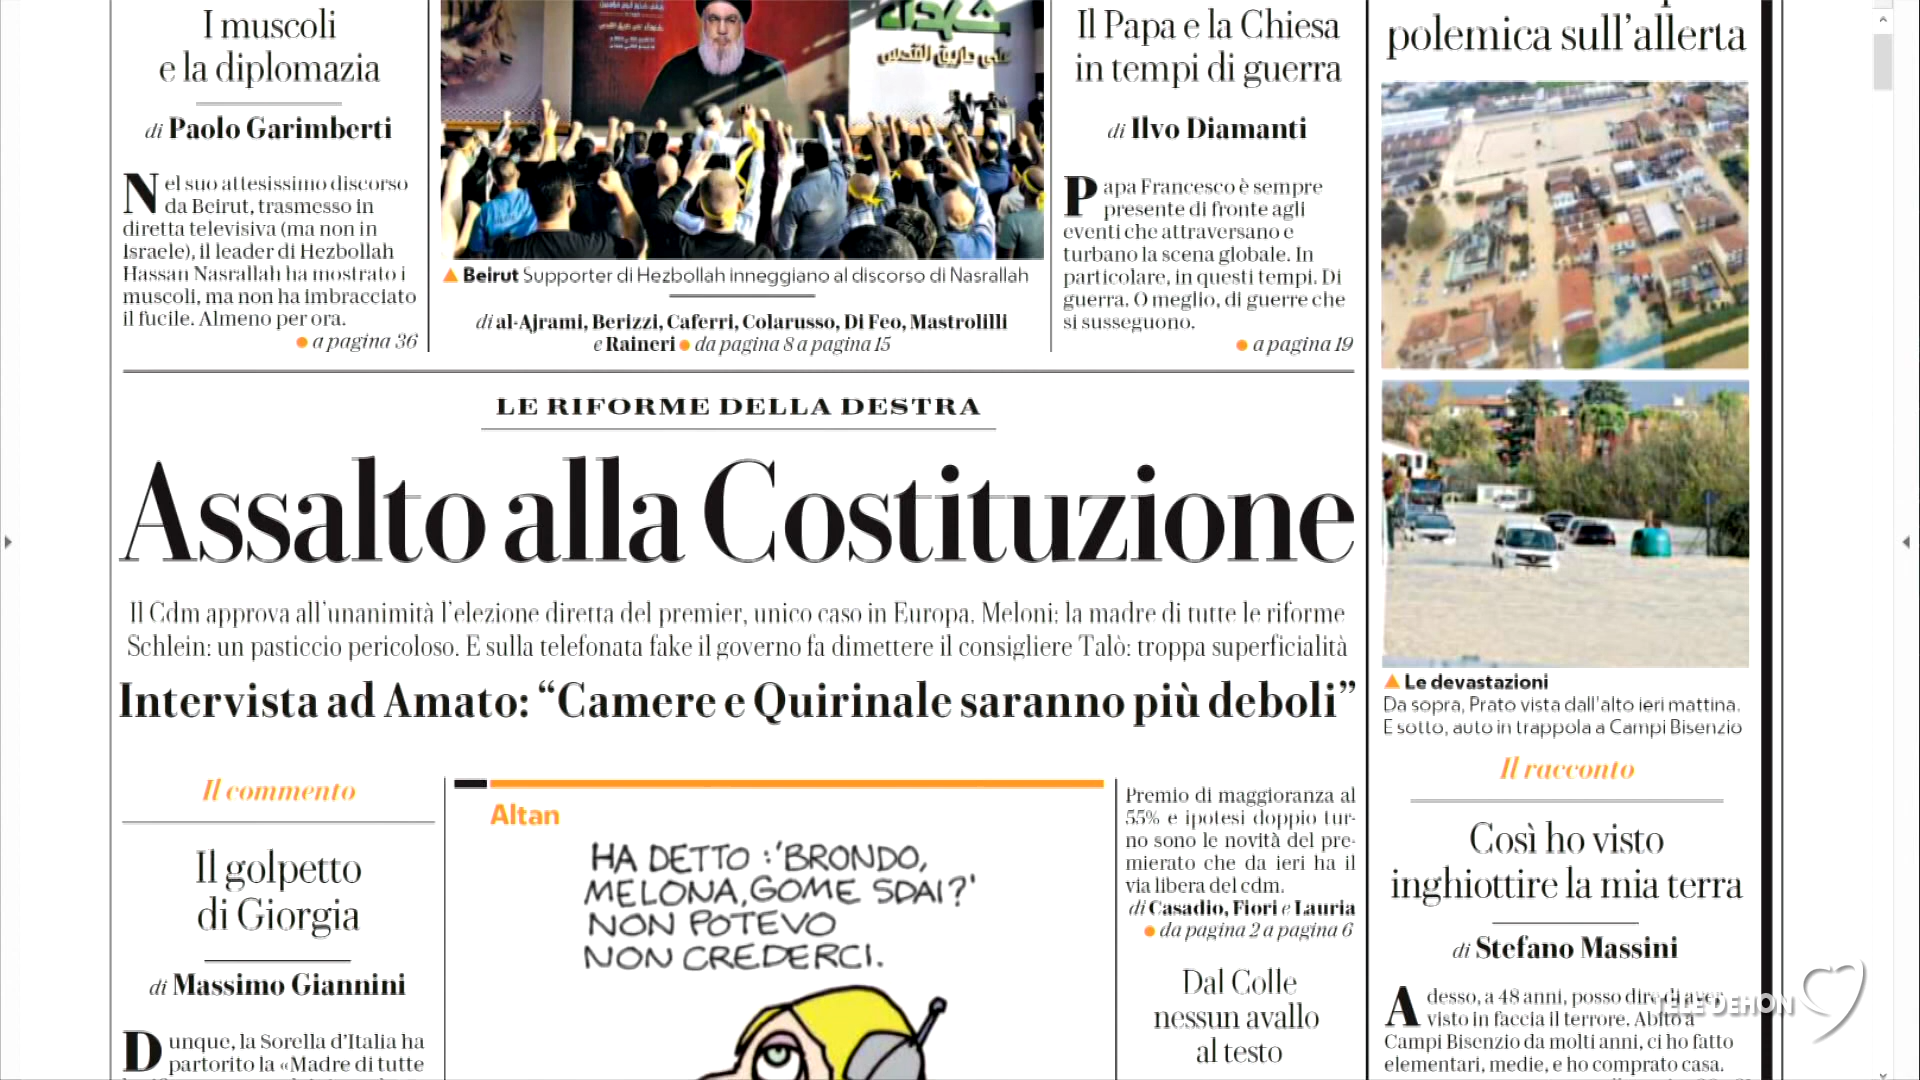 I muscoli
e la diplomazia
di Paolo Garimberti
Nel suo attesissimo discorso
da Beirut, trasmesso in
diretta televisiva (ma non in
Israele), il leader di Hezbollah
Hassan Nasrallah ha mostrato i
muscoli, ma non ha imbracciato
il fucile. Almeno per ora.
a pagina 36
شهداء
على طريق القدس
Beirut Supporter di Hezbollah inneggiano al discorso di Nasrallah
di al-Ajrami, Berizzi, Caferri, Colarusso, Di Feo, Mastrolilli
e Raineri da pagina 8 a pagina 15
Il Papa e la Chiesa
in tempi di guerra
di Ilvo Diamanti
Papa Francesco è sempre
presente di fronte agli
eventi che attraversano e
turbano la scena globale. In
particolare, in questi tempi. Di
guerra. O meglio, di guerre che
si susseguono.
a pagina 19
polemica sull'allerta
LE RIFORME DELLA DESTRA
Assalto alla Costituzione
Il Cdm approva all'unanimità l'elezione diretta del premier, unico caso in Europa. Meloni: la madre di tutte le riforme
Schlein: un pasticcio pericoloso. E sulla telefonata fake il governo fa dimettere il consigliere Talò: troppa superficialità
Intervista ad Amato: “Camere e Quirinale saranno più deboli”
Le devastazioni
Da sopra, Prato vista dall'alto ieri mattina.
E sotto, auto in trappola a Campi Bisenzio
Il commento
Il golpetto
di Giorgia
di Massimo Giannini
Dunque, la Sorella d'Italia ha
partorito la «Madre di tutte
Altan
HA DETTO: 'BRONDO,
MELONA, GOME SDAI?'
NON POTEVO
NON CREDERCI.
Premio di maggioranza al
55% e ipotesi doppio tur-
no sono le novità del pre-
mierato che da ieri ha il
via libera del cdm.
di Casadio, Fiori e Lauria
da pagina 2 a pagina 6
Dal Colle
nessun avallo
al testo
Il racconto
Così ho visto
inghiottire la mia terra
di Stefano Massini
Adesso, a 48 anni, posso dire di aver
visto in faccia il terrore. Abito a
Campi Bisenzio da molti anni, ci ho fatto
elementari, medie, e ho comprato casa.
TELE DEHON